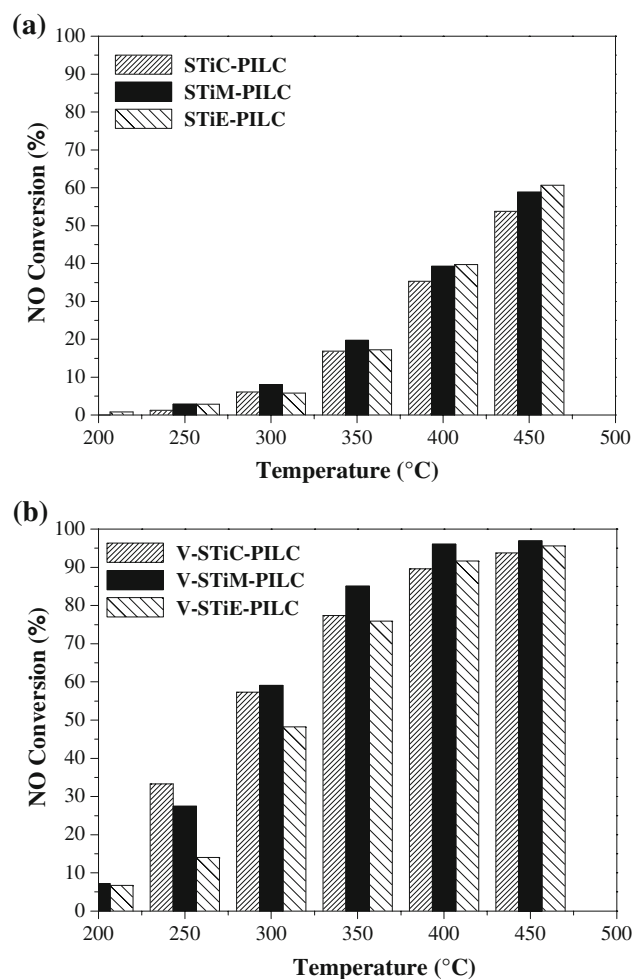 (a)
100
90
80
70
60
50
40
30
20
10
0
NO Conversion (%)
STiC-PILC
STiM-PILC
STiE-PILC
200 250 300 350 400 450 500
Temperature (°C)
(b)
100
90
80
70
60
50
40
30
20
10
0
NO Conversion (%)
V-STiC-PILC
V-STiM-PILC
V-STiE-PILC
200 250 300 350 400 450 500
Temperature (°C)